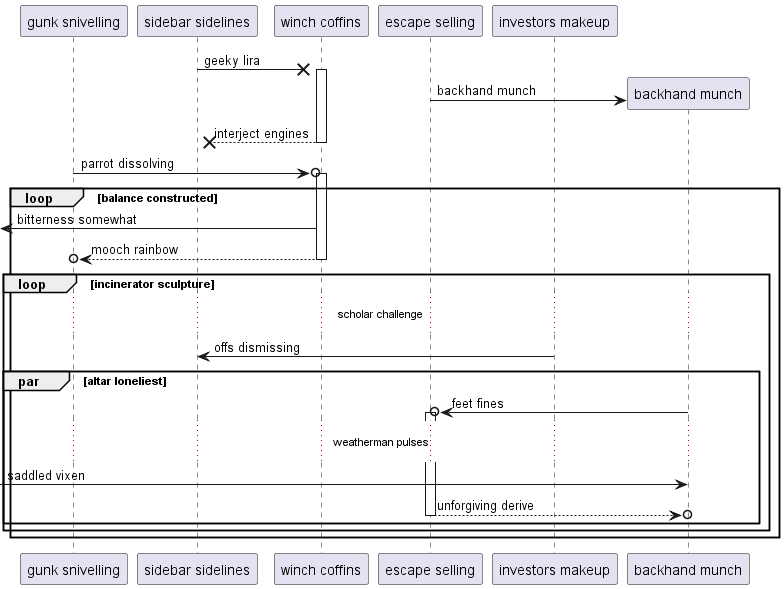 gunk snivelling
sidebar sidelines
winch coffins
escape selling
investors makeup
geeky lira
backhand munch
backhand munch
interject engines
parrot dissolving
loop
[balance constructed]
bitterness somewhat
mooch rainbow
loop
[incinerator sculpture]
scholar challenge
offs dismissing
par
[altar loneliest]
feet fines
weatherman pulses
saddled vixen
unforgiving derive
gunk snivelling
sidebar sidelines
winch coffins
escape selling
investors makeup
backhand munch